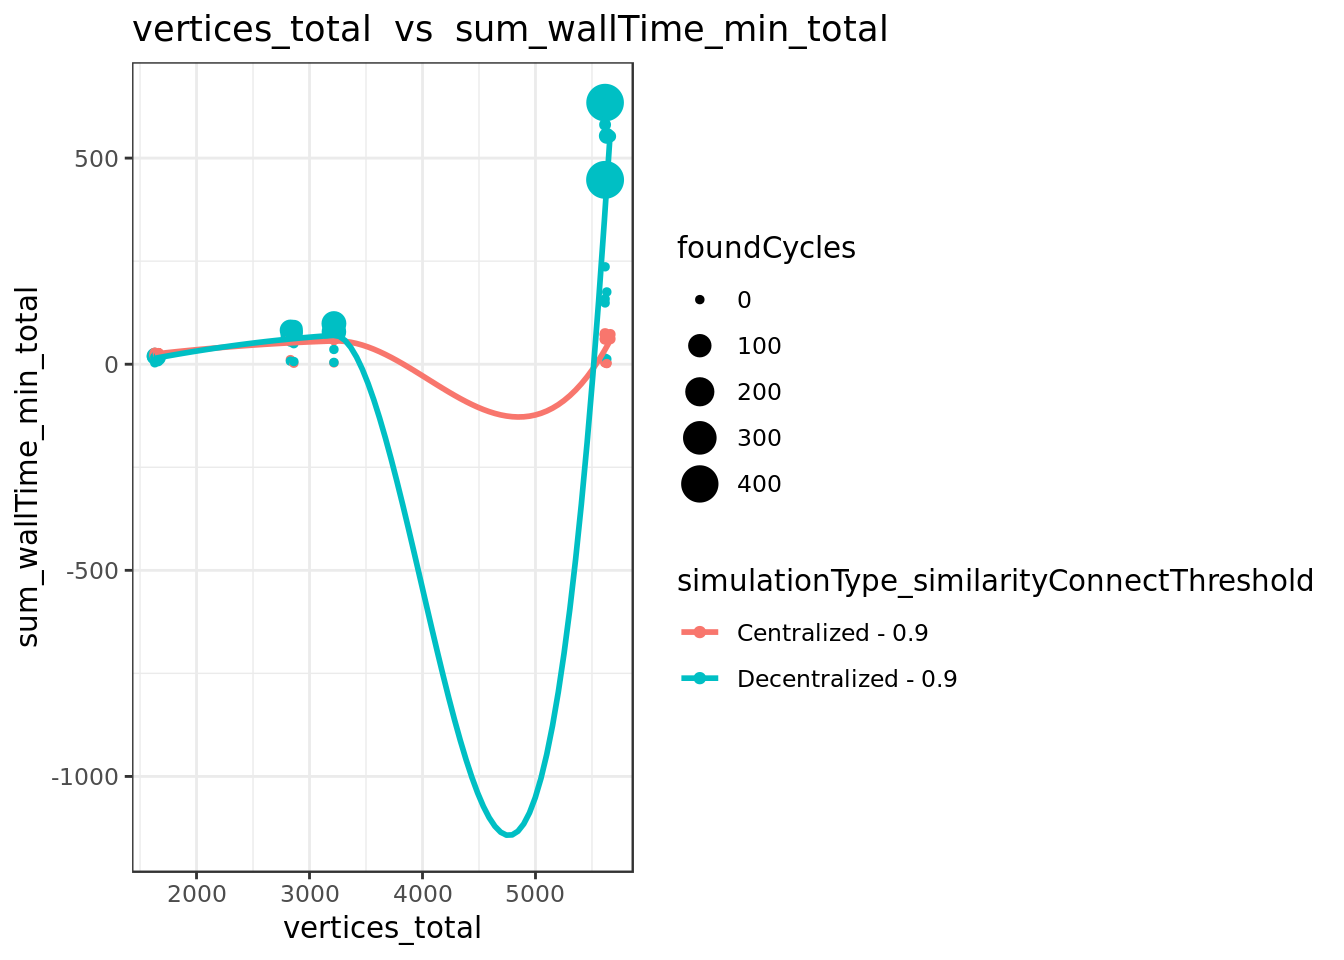 vertices_total vs sum_wallTime_min_total
sum_wallTime_min_total
500
0
-500
-1000
2000 3000 4000 5000
vertices_total
foundCycles
0
100
200
300
400
simulationType_similarityConnectThreshold
Centralized - 0.9
Decentralized - 0.9